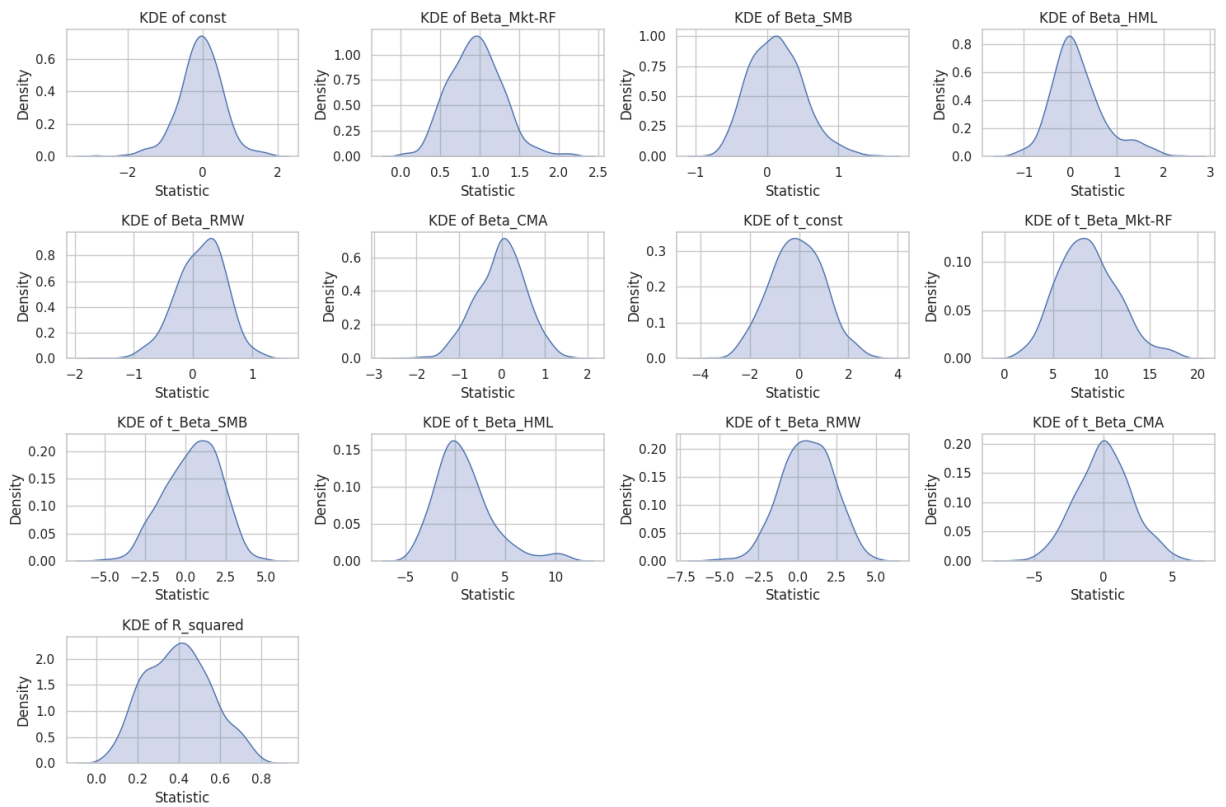 KDE of const
0.6
0.4
0.2
0.0
Density
−2 0 2
Statistic
KDE of Beta_Mkt-RF
1.00
0.75
0.50
0.25
0.00
Density
0.0 0.5 1.0 1.5 2.0 2.5
Statistic
KDE of Beta_SMB
1.00
0.75
0.50
0.25
0.00
Density
−1 0 1
Statistic
KDE of Beta_HML
0.8
0.6
0.4
0.2
0.0
Density
−1 0 1 2 3
Statistic
KDE of Beta_RMW
0.8
0.6
0.4
0.2
0.0
Density
−2 −1 0 1
Statistic
KDE of Beta_CMA
0.6
0.4
0.2
0.0
Density
−3 −2 −1 0 1 2
Statistic
KDE of t_const
0.3
0.2
0.1
0.0
Density
−4 −2 0 2 4
Statistic
KDE of t_Beta_Mkt-RF
0.10
0.05
0.00
Density
0 5 10 15 20
Statistic
KDE of t_Beta_SMB
0.20
0.15
0.10
0.05
0.00
Density
−5.0 −2.5 0.0 2.5 5.0
Statistic
KDE of t_Beta_HML
0.15
0.10
0.05
0.00
Density
−5 0 5 10
Statistic
KDE of t_Beta_RMW
0.20
0.15
0.10
0.05
0.00
Density
−7.5 −5.0 −2.5 0.0 2.5 5.0
Statistic
KDE of t_Beta_CMA
0.20
0.15
0.10
0.05
0.00
Density
−5 0 5
Statistic
KDE of R_squared
2.0
1.5
1.0
0.5
0.0
Density
0.0 0.2 0.4 0.6 0.8
Statistic